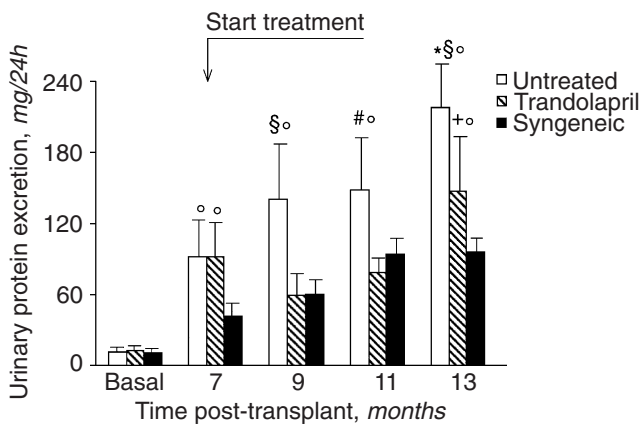 Start treatment
Urinary protein excretion, mg/24h
240
180
120
60
0
° °
§°
#°
*§°
+°
Untreated
Trandolapril
Syngeneic
Basal 7 9 11 13
Time post-transplant, months